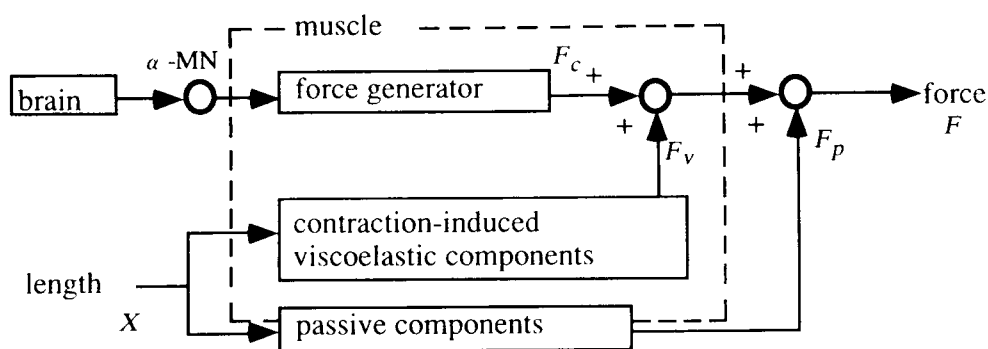 muscle
α -MN
brain
force generator
F_c
+
+
+
+
force
F
F_v
F_p
contraction-induced
viscoelastic components
length
X
passive components